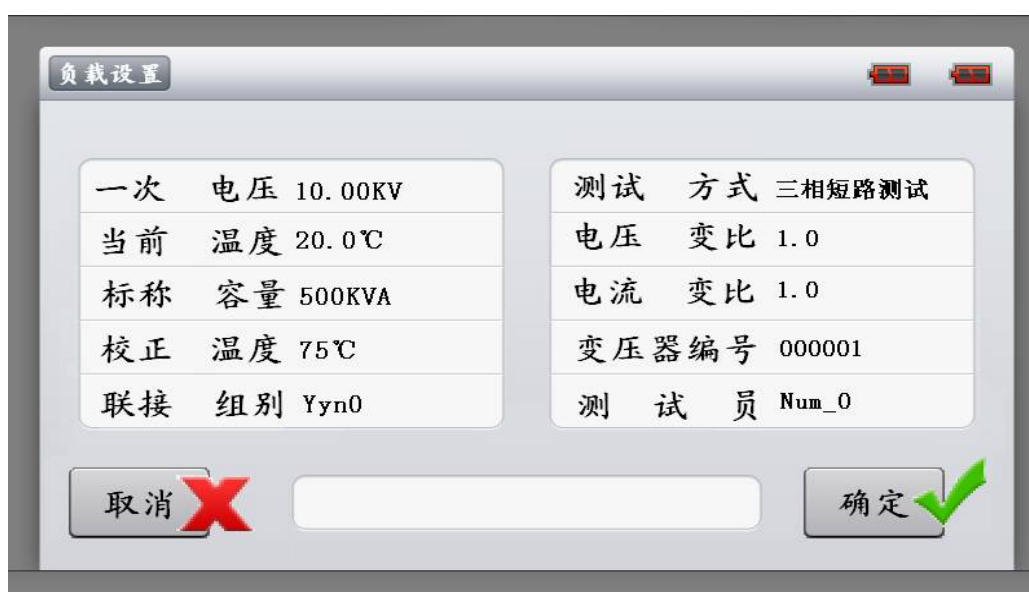 负载设置
一次 电压 10.00KV
当前 温度 20.0℃
标称 容量 500KVA
校正 温度 75℃
联接 组别 Yyn0
测试 方式 三相短路测试
电压 变比 1.0
电流 变比 1.0
变压器编号 000001
测 试 员 Num_0
取消
确定